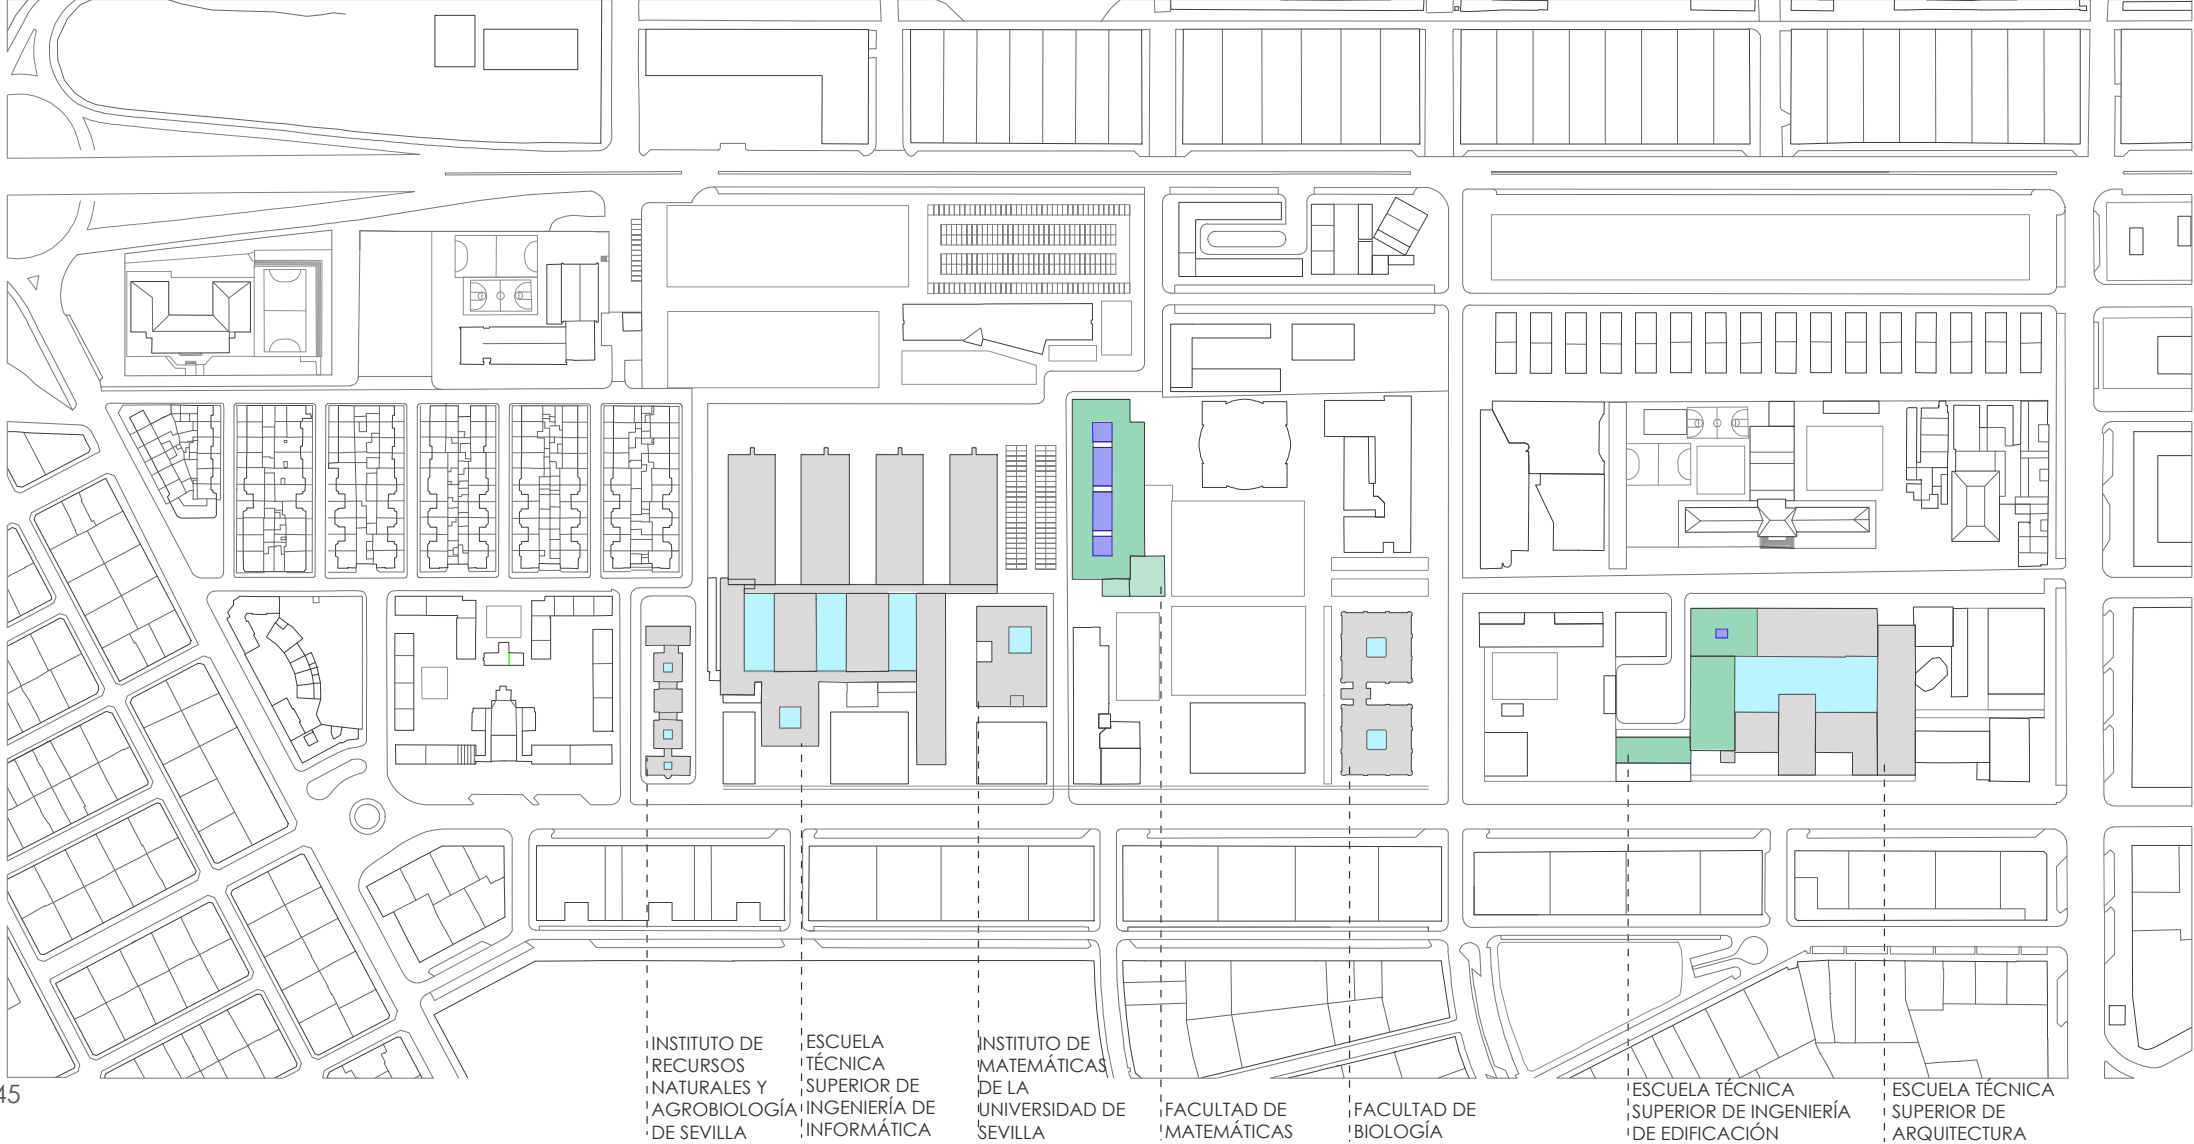 INSTITUTO DE
RECURSOS
NATURALES Y
AGROBIOLOGÍA
DE SEVILLA
ESCUELA
TÉCNICA
SUPERIOR DE
INGENIERÍA DE
INFORMÁTICA
INSTITUTO DE
MATEMÁTICAS
DE LA
UNIVERSIDAD DE
SEVILLA
FACULTAD DE
MATEMÁTICAS
FACULTAD DE
BIOLOGÍA
ESCUELA TÉCNICA
SUPERIOR DE INGENIERÍA
DE EDIFICACIÓN
ESCUELA TÉCNICA
SUPERIOR DE
ARQUITECTURA
45